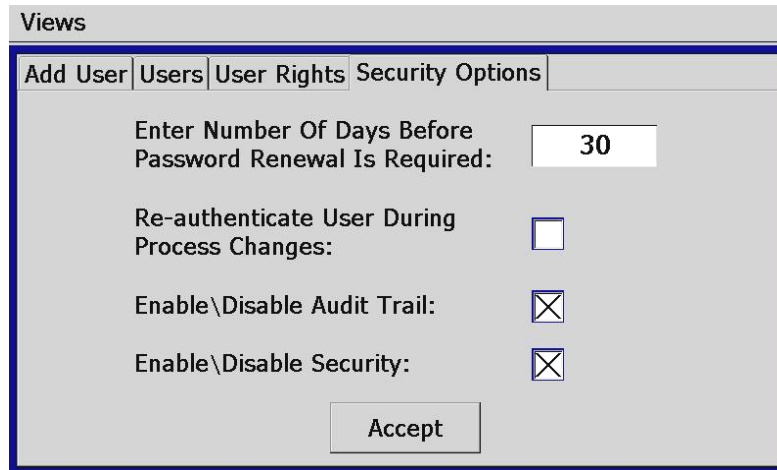 Views
Add User Users User Rights Security Options
Enter Number Of Days Before
Password Renewal Is Required:
30
Re-authenticate User During
Process Changes:
Enable\Disable Audit Trail:
Enable\Disable Security:
Accept